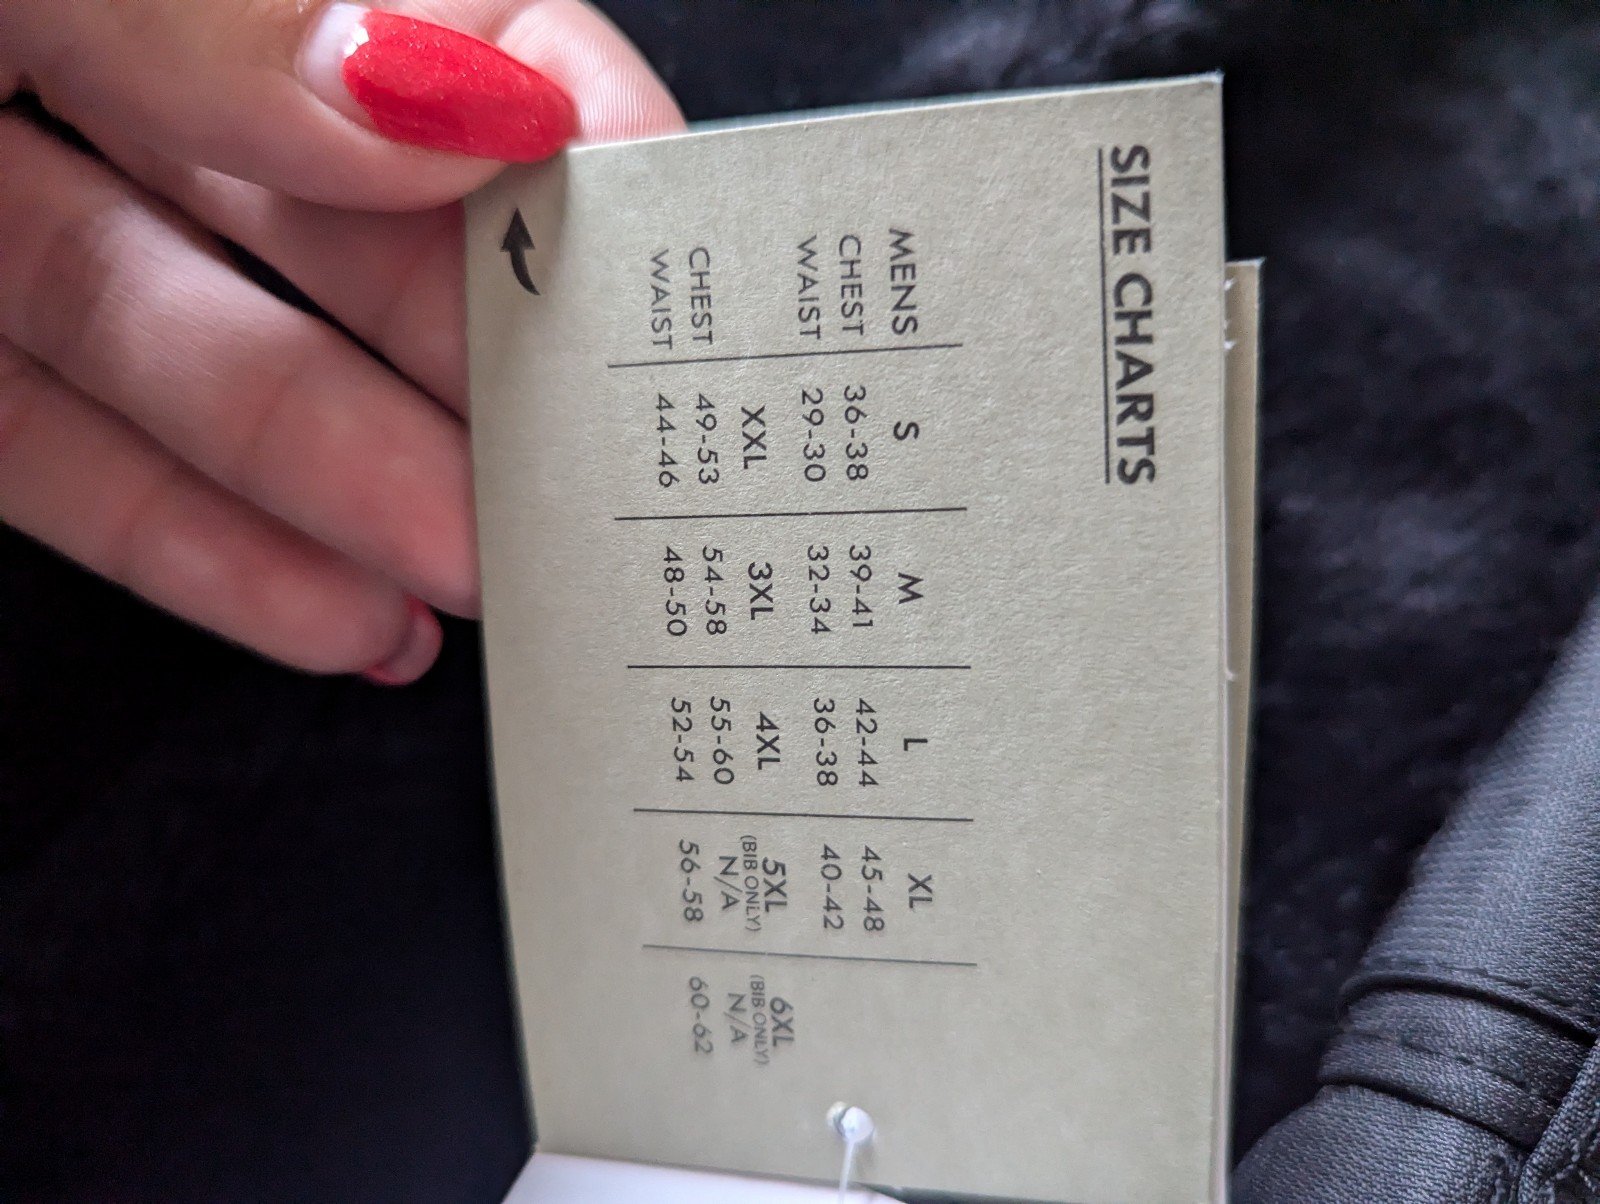 SIZE CHARTS
MENS S M L XL
CHEST 36-38 39-41 42-44 45-48
WAIST 29-30 32-34 36-38 40-42
XXL 3XL 4XL 5XL 6XL
(BIB ONLY) (BIB ONLY)
CHEST 49-53 54-58 55-60 N/A N/A
WAIST 44-46 48-50 52-54 56-58 60-62